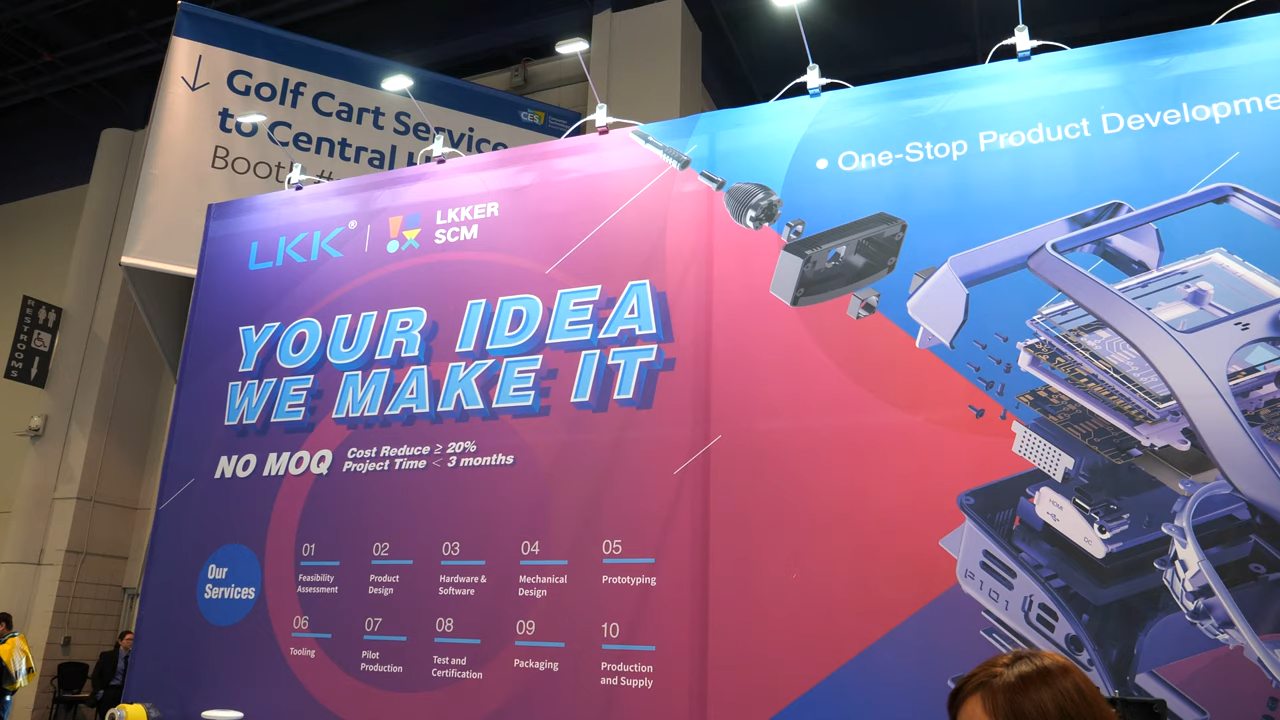 Golf Cart Service
to Central
Booth
CES
RESTROOMS
LKK® | LKKER
SCM
YOUR IDEA
WE MAKE IT
NO MOQ
Cost Reduce ≥ 20%
Project Time < 3 months
Our
Services
01
Feasibility
Assessment
02
Product
Design
03
Hardware &
Software
04
Mechanical
Design
05
Prototyping
06
Tooling
07
Pilot
Production
08
Test and
Certification
09
Packaging
10
Production
and Supply
• One-Stop Product Developme
HDMI
DC
F101